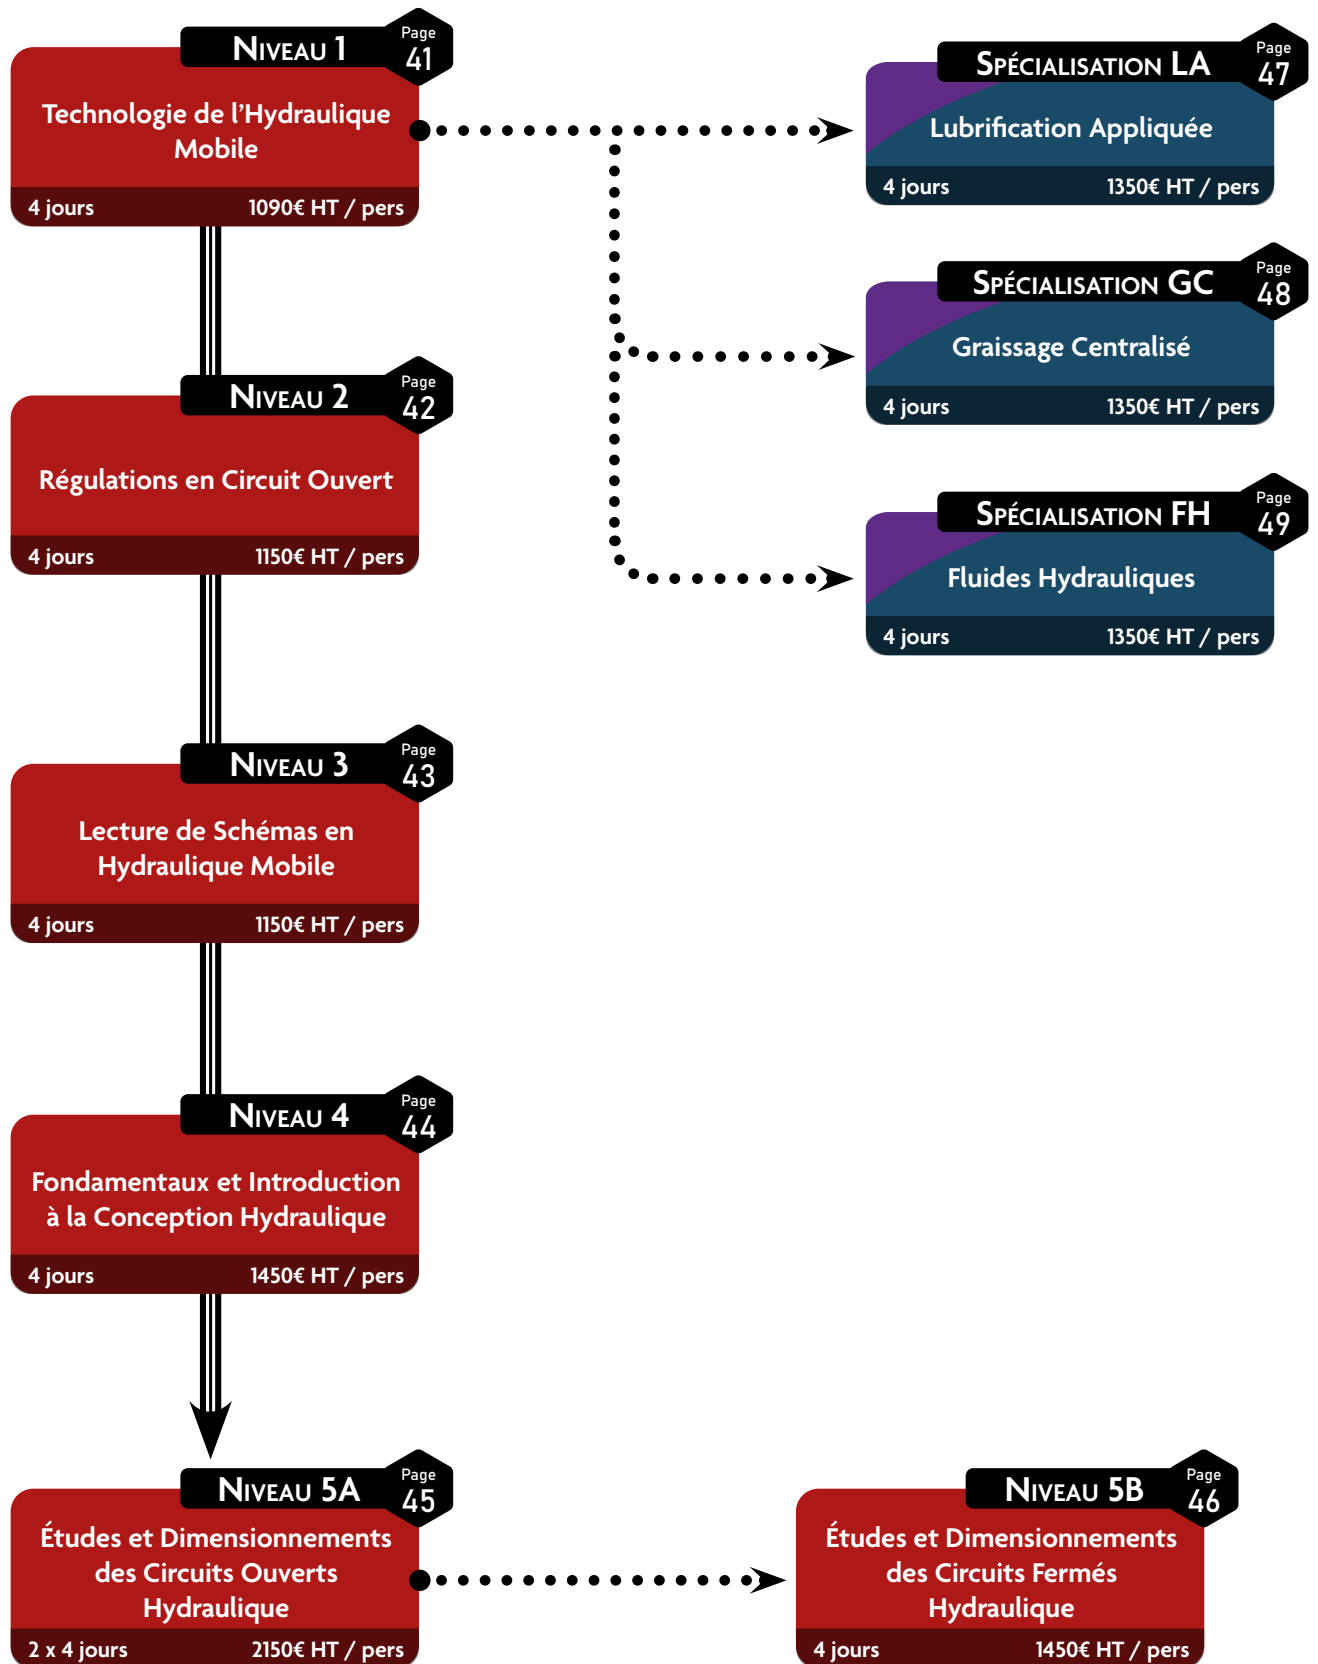 Niveau 1
Page
41
Technologie de l'Hydraulique
Mobile
4 jours 1090€ HT / pers
Spécialisation LA
Page
47
Lubrification Appliquée
4 jours 1350€ HT / pers
Spécialisation GC
Page
48
Graissage Centralisé
4 jours 1350€ HT / pers
Niveau 2
Page
42
Régulations en Circuit Ouvert
4 jours 1150€ HT / pers
Spécialisation FH
Page
49
Fluides Hydrauliques
4 jours 1350€ HT / pers
Niveau 3
Page
43
Lecture de Schémas en
Hydraulique Mobile
4 jours 1150€ HT / pers
Niveau 4
Page
44
Fondamentaux et Introduction
à la Conception Hydraulique
4 jours 1450€ HT / pers
Niveau 5A
Page
45
Études et Dimensionnements
des Circuits Ouverts
Hydraulique
2 x 4 jours 2150€ HT / pers
Niveau 5B
Page
46
Études et Dimensionnements
des Circuits Fermés
Hydraulique
4 jours 1450€ HT / pers